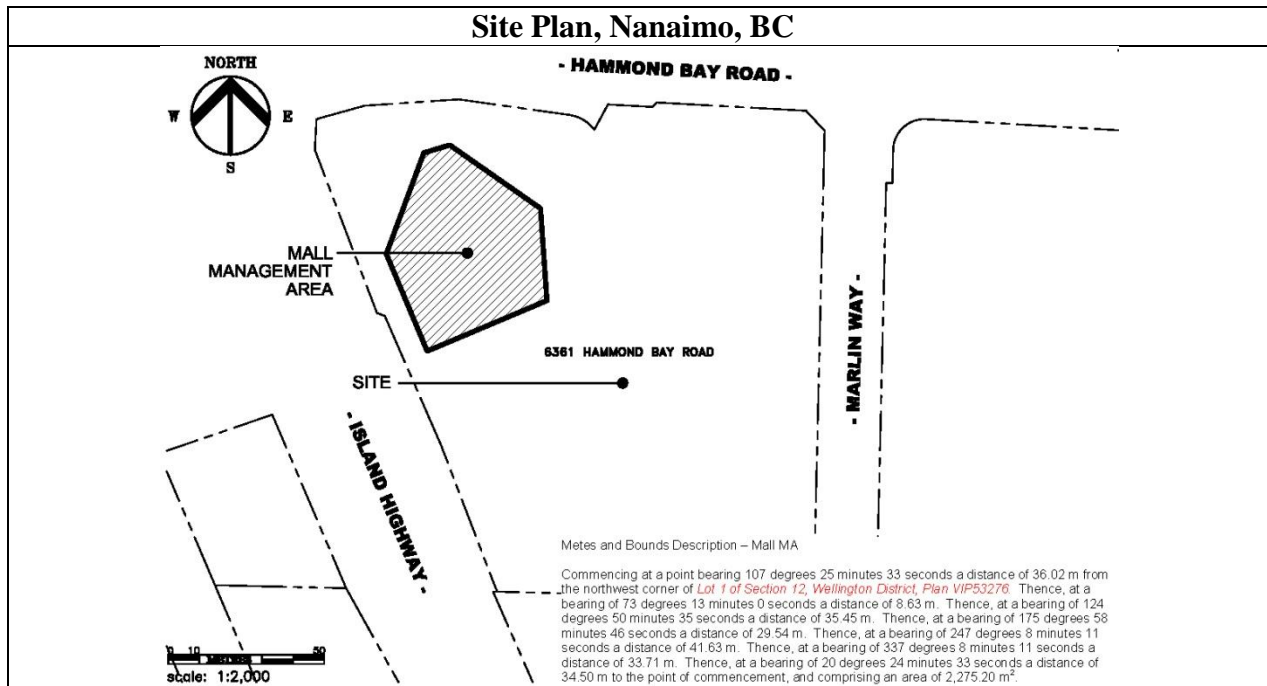 Site Plan, Nanaimo, BC
NORTH
W E
S
- HAMMOND BAY ROAD -
MALL
MANAGEMENT
AREA
6361 HAMMOND BAY ROAD
SITE
- MARLIN WAY -
- ISLAND HIGHWAY -
Metes and Bounds Description – Mall MA
Commencing at a point bearing 107 degrees 25 minutes 33 seconds a distance of 36.02 m from
the northwest corner of Lot 1 of Section 12, Wellington District, Plan VIP53276. Thence, at a
bearing of 73 degrees 13 minutes 0 seconds a distance of 8.63 m. Thence, at a bearing of 124
degrees 50 minutes 35 seconds a distance of 35.45 m. Thence, at a bearing of 175 degrees 58
minutes 46 seconds a distance of 29.54 m. Thence, at a bearing of 247 degrees 8 minutes 11
seconds a distance of 41.63 m. Thence, at a bearing of 337 degrees 8 minutes 11 seconds a
distance of 33.71 m. Thence, at a bearing of 20 degrees 24 minutes 33 seconds a distance of
34.50 m to the point of commencement, and comprising an area of 2,275.20 m².
0 10 50
METRES
scale: 1:2,000